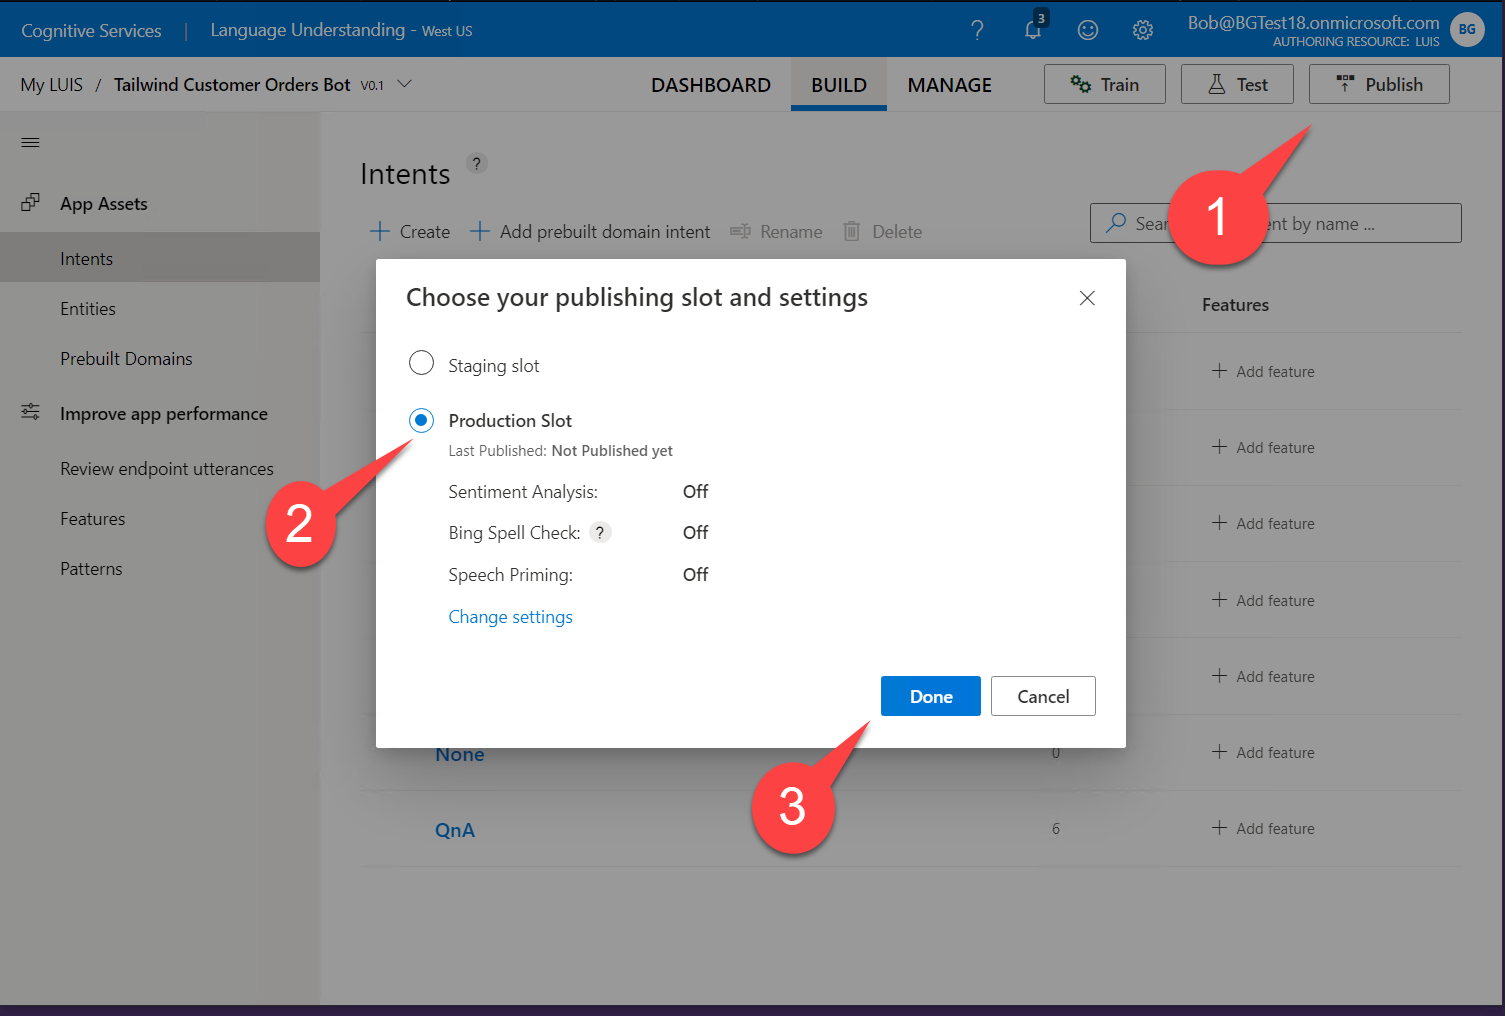 Cognitive Services | Language Understanding - West US
? 3 Bob@BGTest18.onmicrosoft.com
AUTHORING RESOURCE: LUIS
BG
My LUIS / Tailwind Customer Orders Bot V0.1
DASHBOARD BUILD MANAGE
Train Test Publish
1
App Assets
Intents
Entities
Prebuilt Domains
Improve app performance
Review endpoint utterances
Features
Patterns
Intents ?
+ Create + Add prebuilt domain intent Rename Delete
Sear nt by name ...
Features
+ Add feature
+ Add feature
+ Add feature
+ Add feature
+ Add feature
Choose your publishing slot and settings
Staging slot
Production Slot
Last Published: Not Published yet
2
Sentiment Analysis: Off
Bing Spell Check: ? Off
Speech Priming: Off
Change settings
Done Cancel
3
None 0 + Add feature
QnA 6 + Add feature